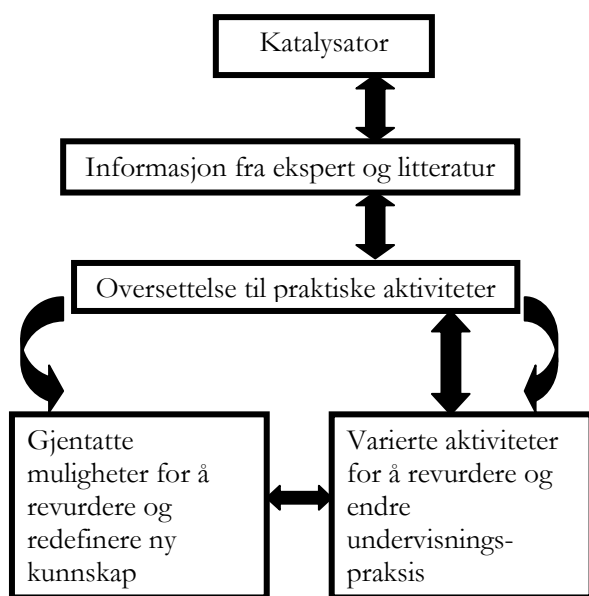 Katalysator
Informasjon fra ekspert og litteratur
Oversettelse til praktiske aktiviteter
Gjentatte
muligheter for å
revurdere og
redefinere ny
kunnskap
Varierte aktiviteter
for å revurdere og
endre
undervisnings-
praksis